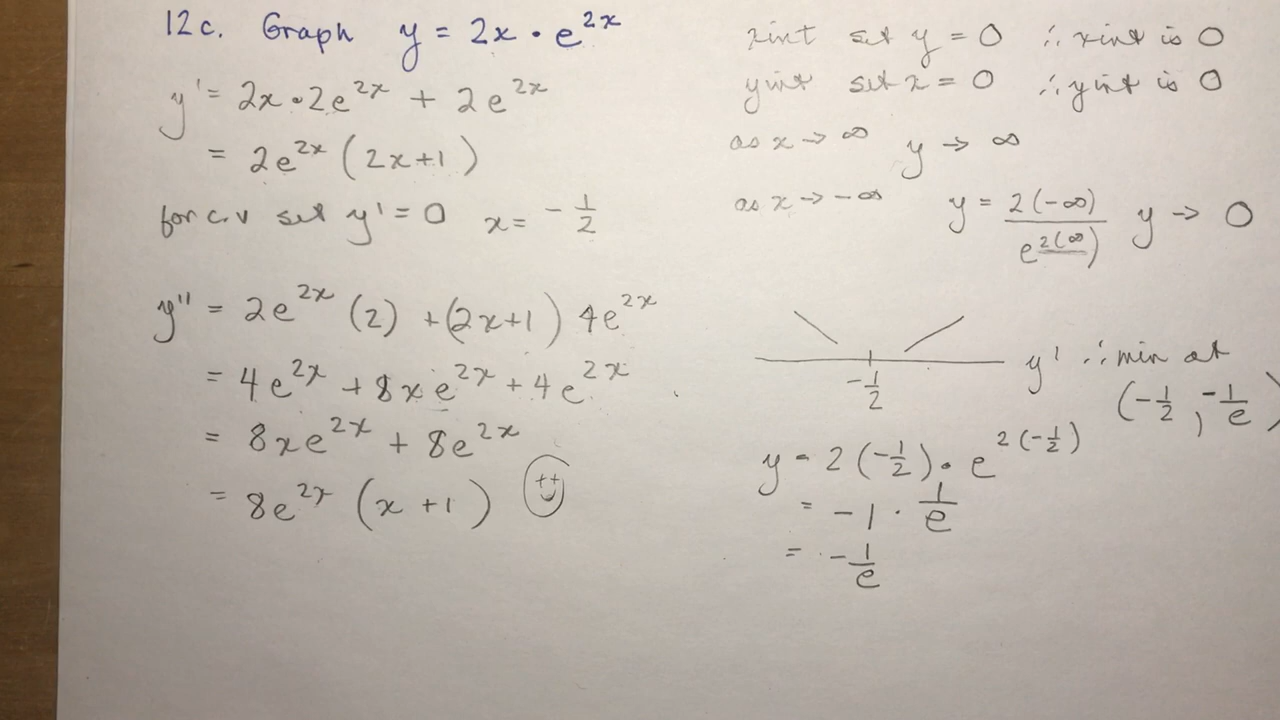 12c. Graph y = 2x • e^{2x}
y' = 2x • 2e^{2x} + 2e^{2x}
= 2e^{2x} (2x+1)
for c.v set y' = 0 x = -1/2
y'' = 2e^{2x} (2) + (2x+1) 4e^{2x}
= 4e^{2x} + 8xe^{2x} + 4e^{2x}
= 8xe^{2x} + 8e^{2x}
= 8e^{2x} (x+1)
xint set y = 0 ∴ xint is 0
yint set x = 0 ∴ yint is 0
as x → ∞ y → ∞
as x → -∞ y = 2(-∞)/e^{2(∞)} y → 0
-1/2 y' ∴ min at
(-1/2, -1/e)
y = 2(-1/2) • e^{2(-1/2)}
= -1 • 1/e
= -1/e